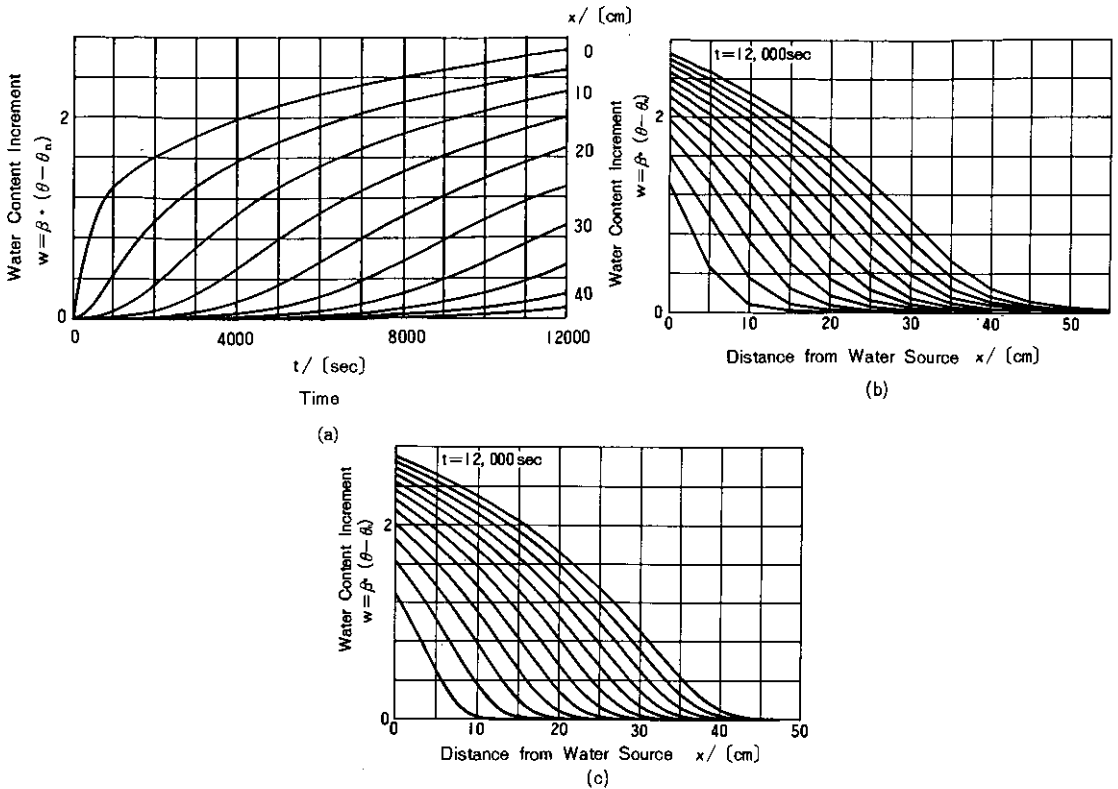 x/ [cm]
0
10
20
30
40
2
0
Water Content Increment
w=β・(θ−θn)
0
4000
8000
12000
t/ [sec]
Time
(a)
t=12,000sec
2
0
Water Content Increment
0
10
20
30
40
50
Distance from Water Source x/ [cm]
(b)
t=12,000sec
2
0
Water Content Increment
0
10
20
30
40
50
Distance from Water Source x/ [cm]
(c)